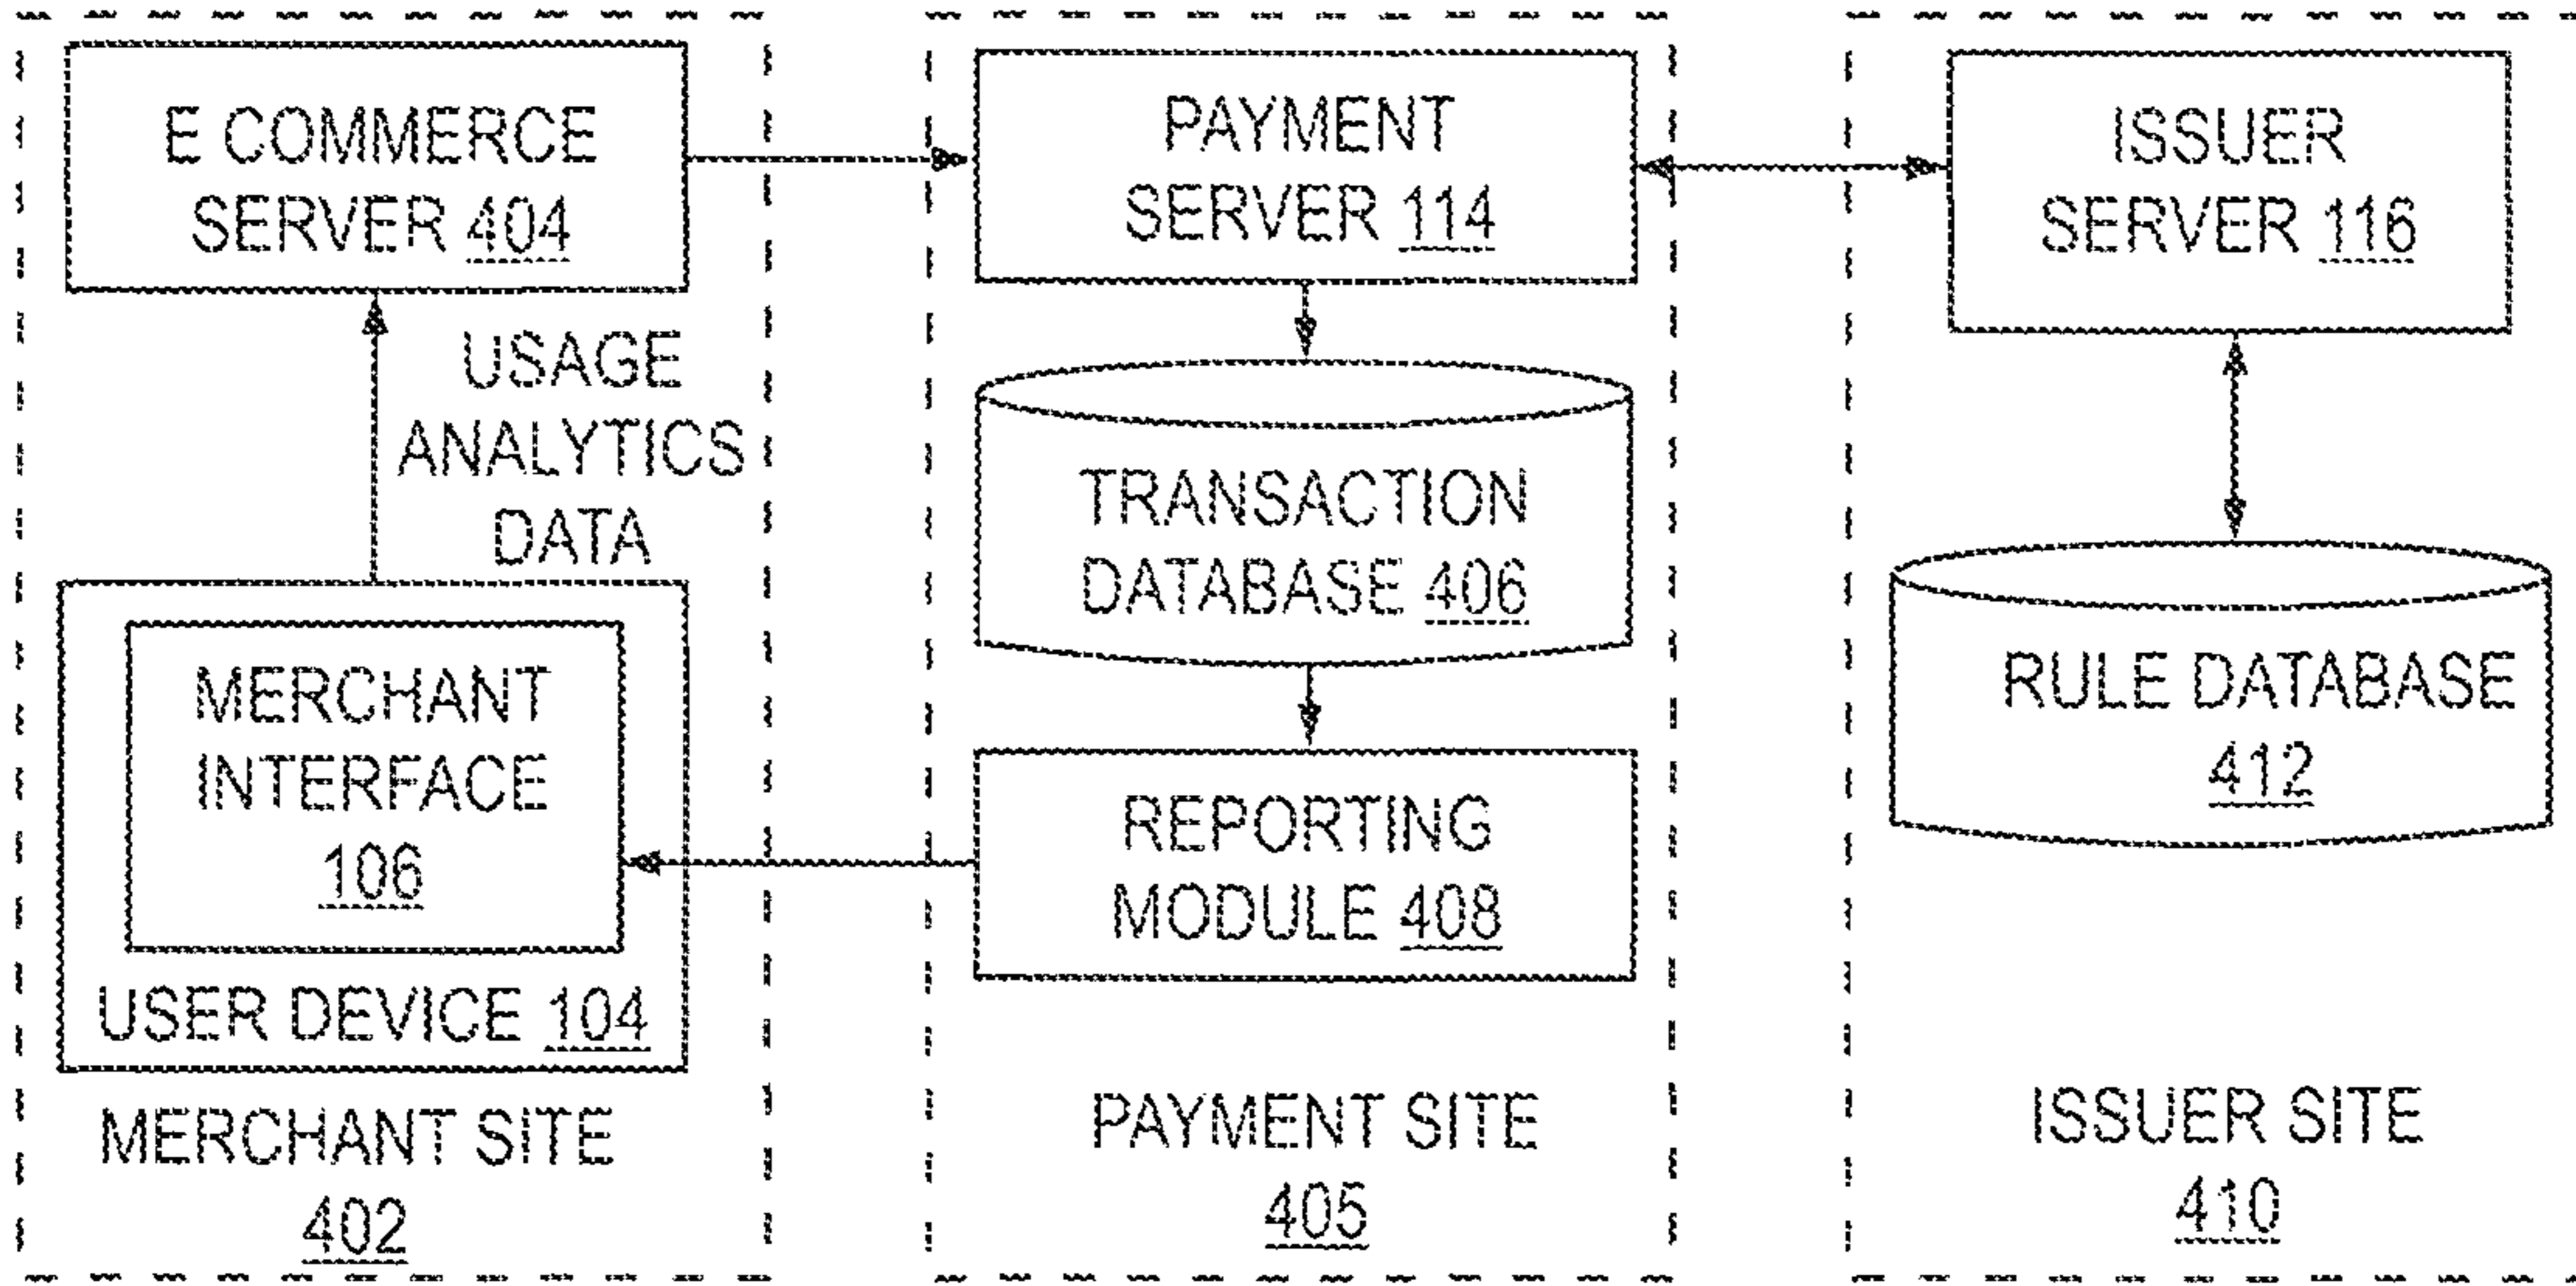 E COMMERCE
SERVER 404
USAGE
ANALYTICS
DATA
MERCHANT
INTERFACE
106
USER DEVICE 104
MERCHANT SITE
402
PAYMENT
SERVER 114
TRANSACTION
DATABASE 406
REPORTING
MODULE 408
PAYMENT SITE
405
ISSUER
SERVER 116
RULE DATABASE
412
ISSUER SITE
410